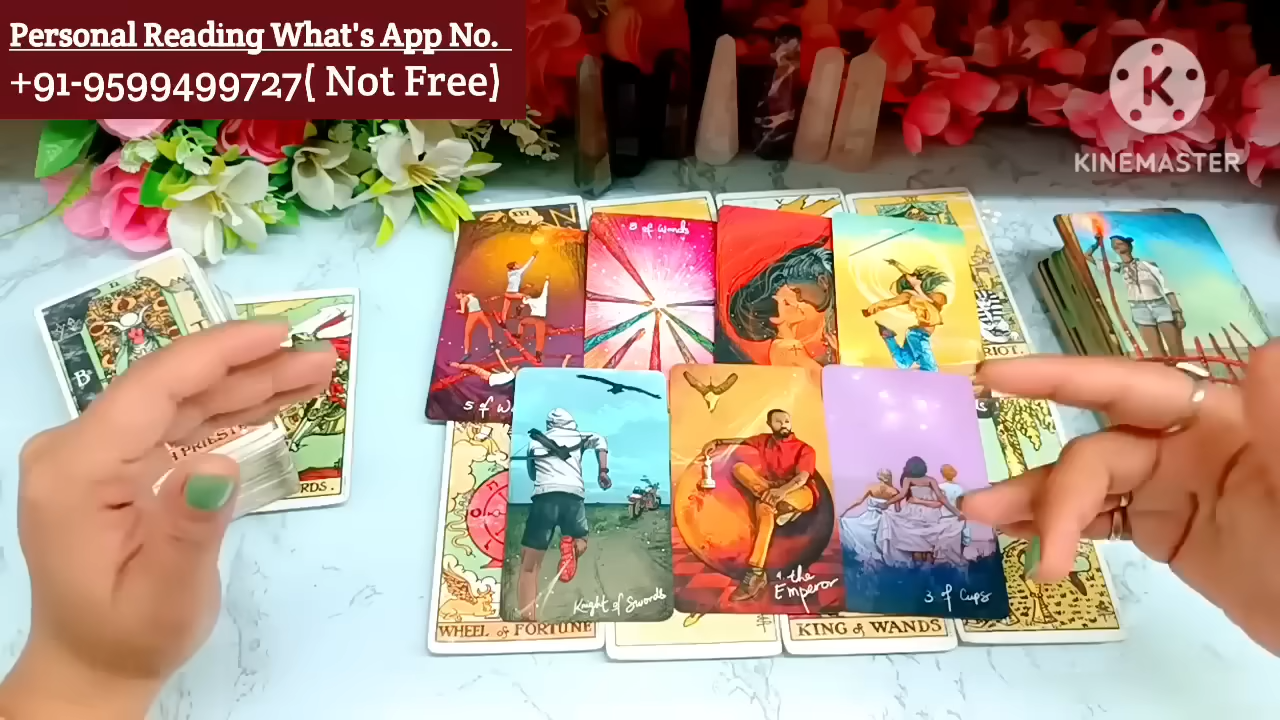 Personal Reading What's App No.
+91-9599499727( Not Free)
K
KINEMASTER
5 of W
8 of Wands
RIOT.
B
H PRIESTE
RDS.
Knight of Swords
4. the
Emperor
3 of Cups
WHEEL of FORTUNE
KING of WANDS